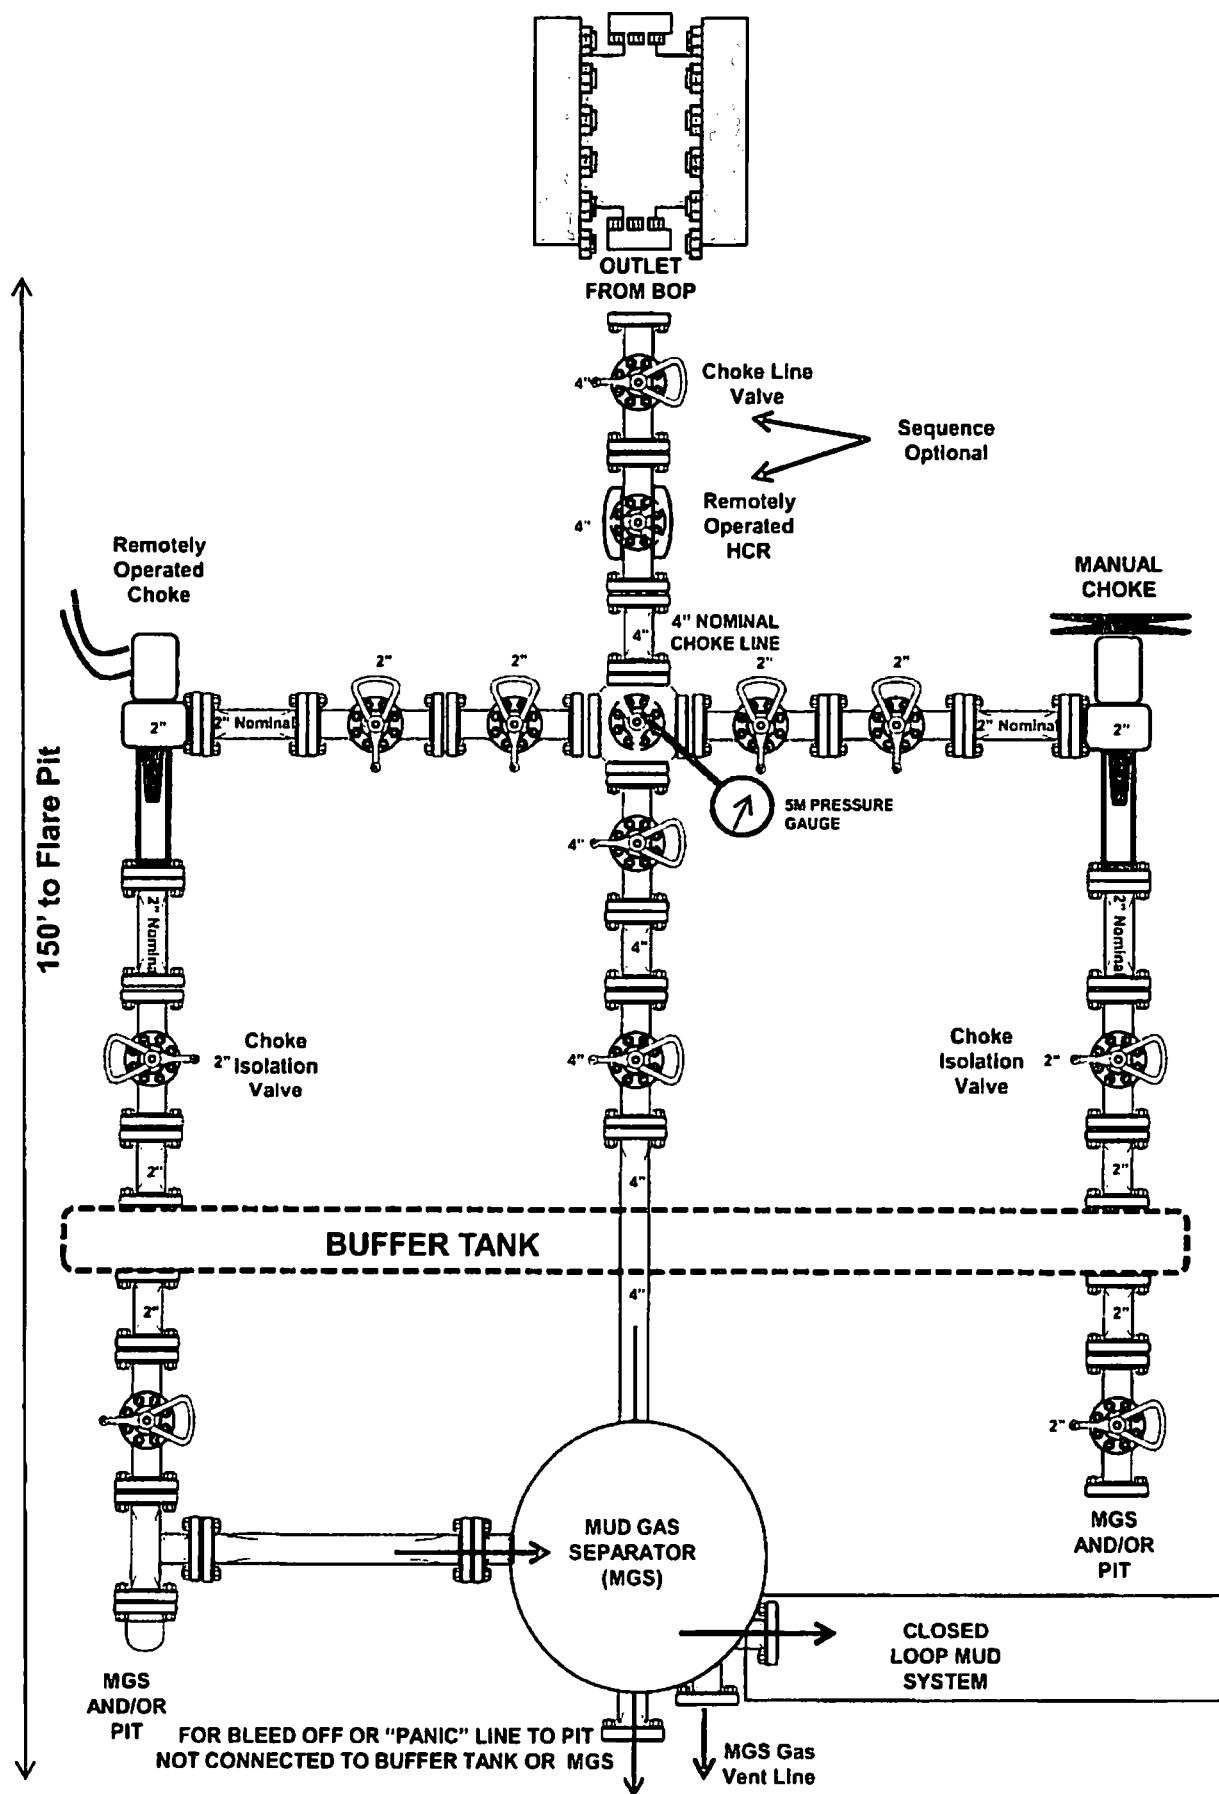 OUTLET
FROM BOP
4"
Choke Line
Valve
Sequence
Optional
4"
Remotely
Operated
HCR
Remotely
Operated
Choke
MANUAL
CHOKE
4"
4" NOMINAL
CHOKE LINE
2"
2"
2"
2"
2"
2" Nominal
2" Nominal
2"
5M PRESSURE
GAUGE
4"
150' to Flare Pit
2" Nominal
4"
2" Nominal
2"
Choke
Isolation
Valve
4"
Choke
Isolation
Valve
2"
2"
4"
2"
BUFFER TANK
2"
4"
2"
2"
MUD GAS
SEPARATOR
(MGS)
MGS
AND/OR
PIT
CLOSED
LOOP MUD
SYSTEM
MGS
AND/OR
PIT
FOR BLEED OFF OR "PANIC" LINE TO PIT
NOT CONNECTED TO BUFFER TANK OR MGS
MGS Gas
Vent Line